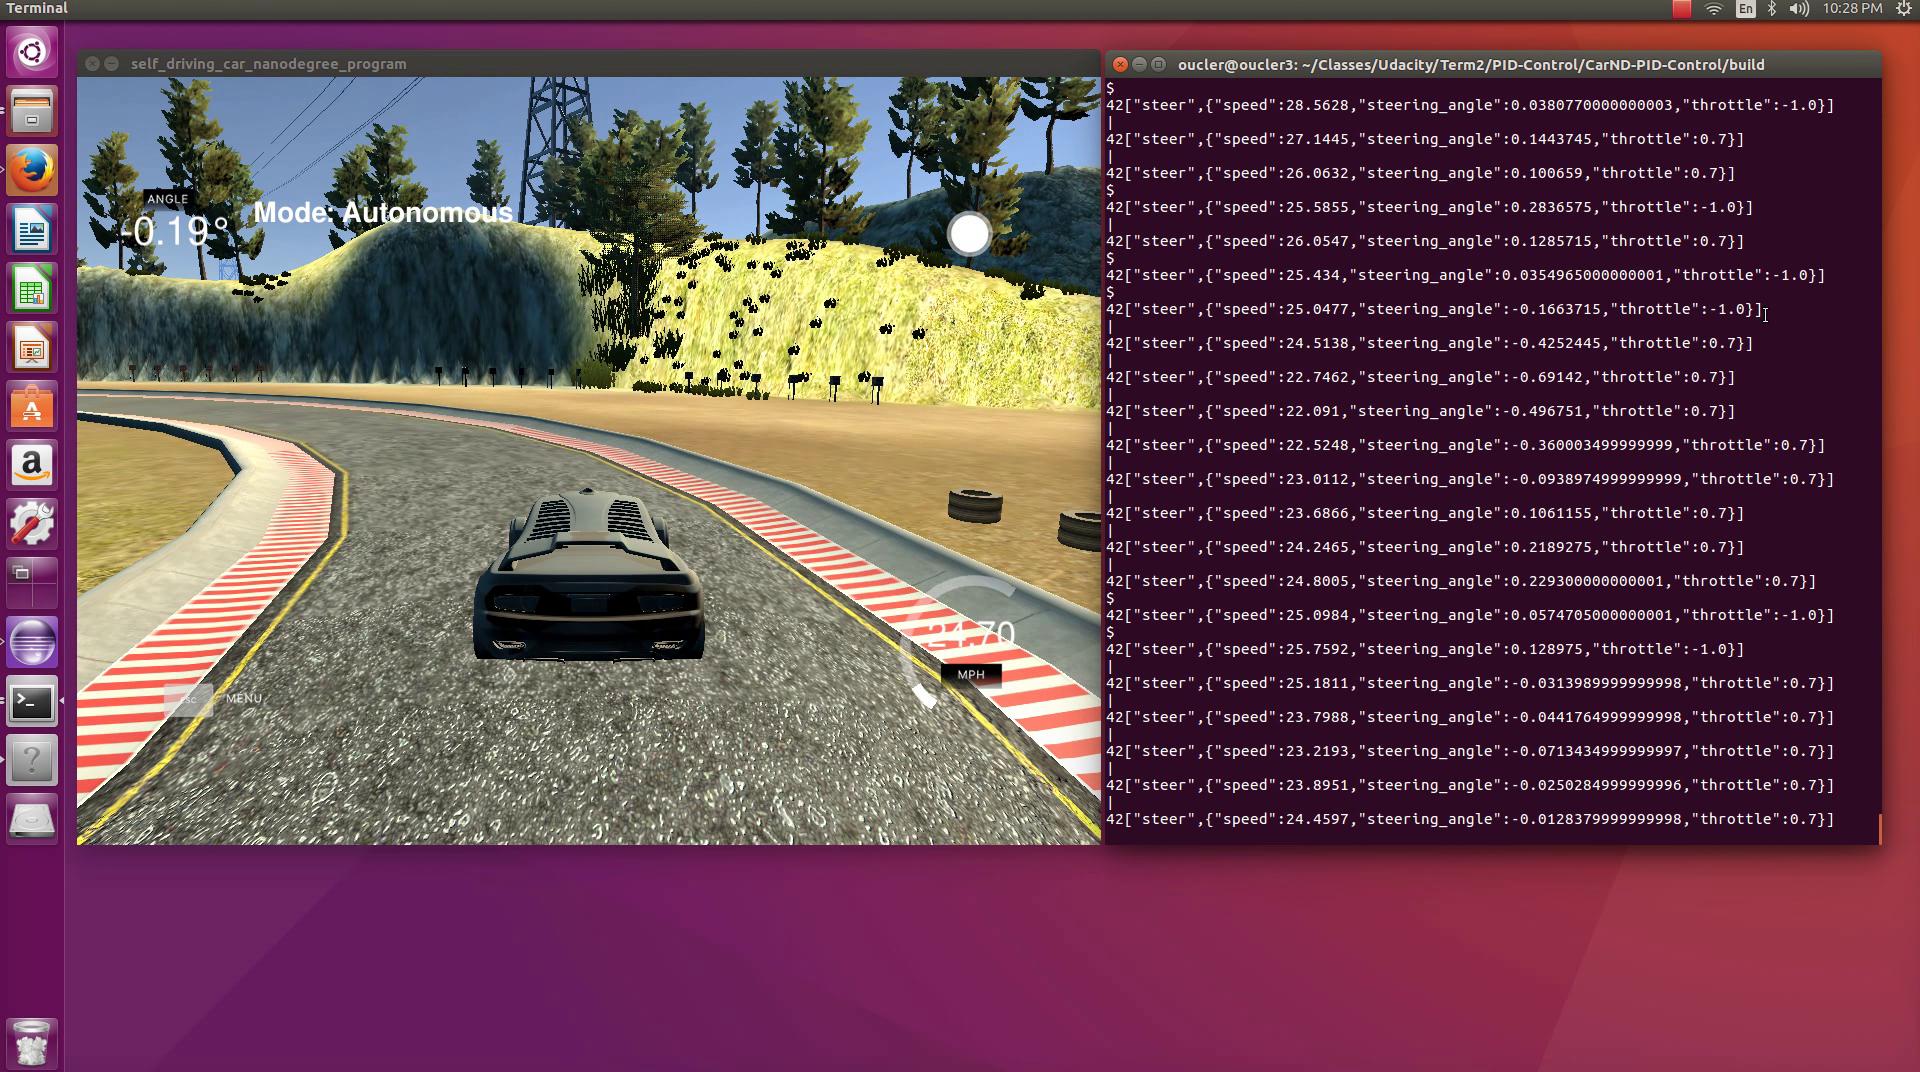 Terminal
En
10:28 PM
self_driving_car_nanodegree_program
ANGLE
-0.19°
Mode: Autonomous
24.70
MPH
ESC
MENU
a
>_
?
oucler@oucler3: ~/Classes/Udacity/Term2/PID-Control/CarND-PID-Control/build
$
42["steer",{"speed":28.5628,"steering_angle":0.0380770000000003,"throttle":-1.0}]
|
42["steer",{"speed":27.1445,"steering_angle":0.1443745,"throttle":0.7}]
|
42["steer",{"speed":26.0632,"steering_angle":0.100659,"throttle":0.7}]
$
42["steer",{"speed":25.5855,"steering_angle":0.2836575,"throttle":-1.0}]
|
42["steer",{"speed":26.0547,"steering_angle":0.1285715,"throttle":0.7}]
$
42["steer",{"speed":25.434,"steering_angle":0.0354965000000001,"throttle":-1.0}]
$
42["steer",{"speed":25.0477,"steering_angle":-0.1663715,"throttle":-1.0}]
|
42["steer",{"speed":24.5138,"steering_angle":-0.4252445,"throttle":0.7}]
|
42["steer",{"speed":22.7462,"steering_angle":-0.69142,"throttle":0.7}]
|
42["steer",{"speed":22.091,"steering_angle":-0.496751,"throttle":0.7}]
|
42["steer",{"speed":22.5248,"steering_angle":-0.360003499999999,"throttle":0.7}]
|
42["steer",{"speed":23.0112,"steering_angle":-0.0938974999999999,"throttle":0.7}]
|
42["steer",{"speed":23.6866,"steering_angle":0.1061155,"throttle":0.7}]
|
42["steer",{"speed":24.2465,"steering_angle":0.2189275,"throttle":0.7}]
|
42["steer",{"speed":24.8005,"steering_angle":0.229300000000001,"throttle":0.7}]
$
42["steer",{"speed":25.0984,"steering_angle":0.0574705000000001,"throttle":-1.0}]
$
42["steer",{"speed":25.7592,"steering_angle":0.128975,"throttle":-1.0}]
|
42["steer",{"speed":25.1811,"steering_angle":-0.0313989999999998,"throttle":0.7}]
|
42["steer",{"speed":23.7988,"steering_angle":-0.0441764999999998,"throttle":0.7}]
|
42["steer",{"speed":23.2193,"steering_angle":-0.0713434999999997,"throttle":0.7}]
|
42["steer",{"speed":23.8951,"steering_angle":-0.0250284999999996,"throttle":0.7}]
|
42["steer",{"speed":24.4597,"steering_angle":-0.0128379999999998,"throttle":0.7}]